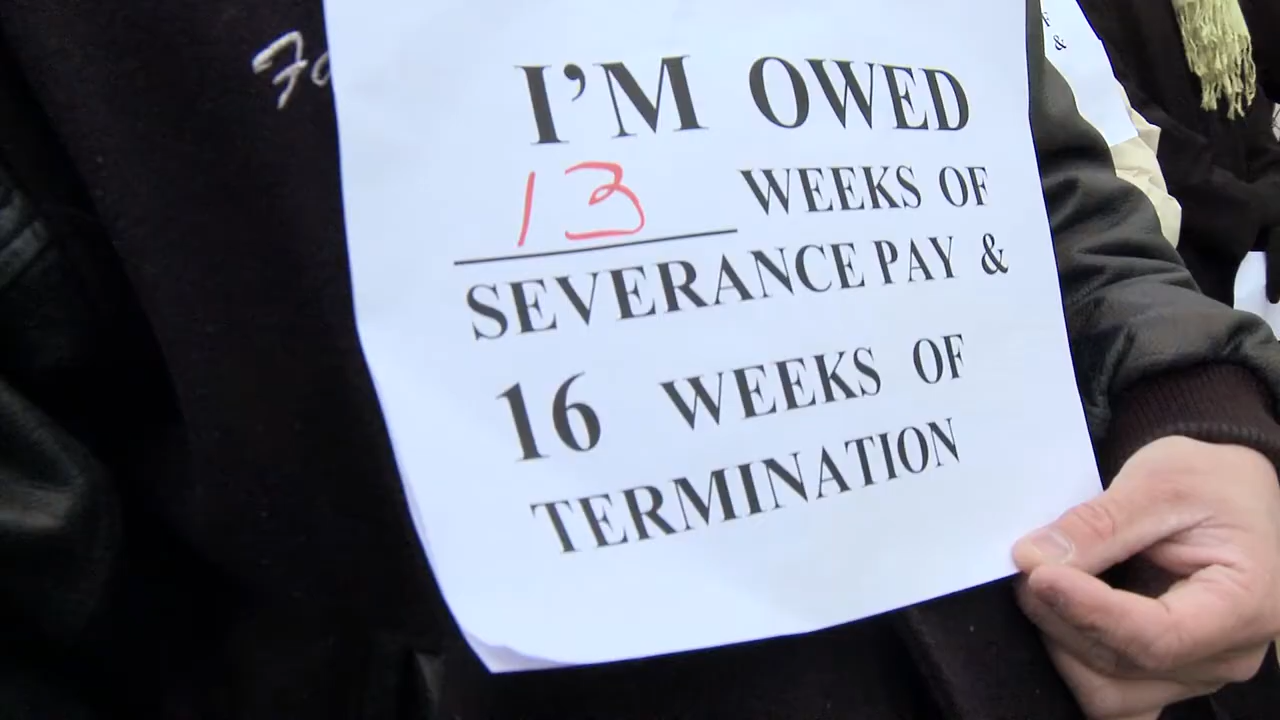 I'M OWED
13 WEEKS OF
SEVERANCE PAY &
16 WEEKS OF
TERMINATION
&